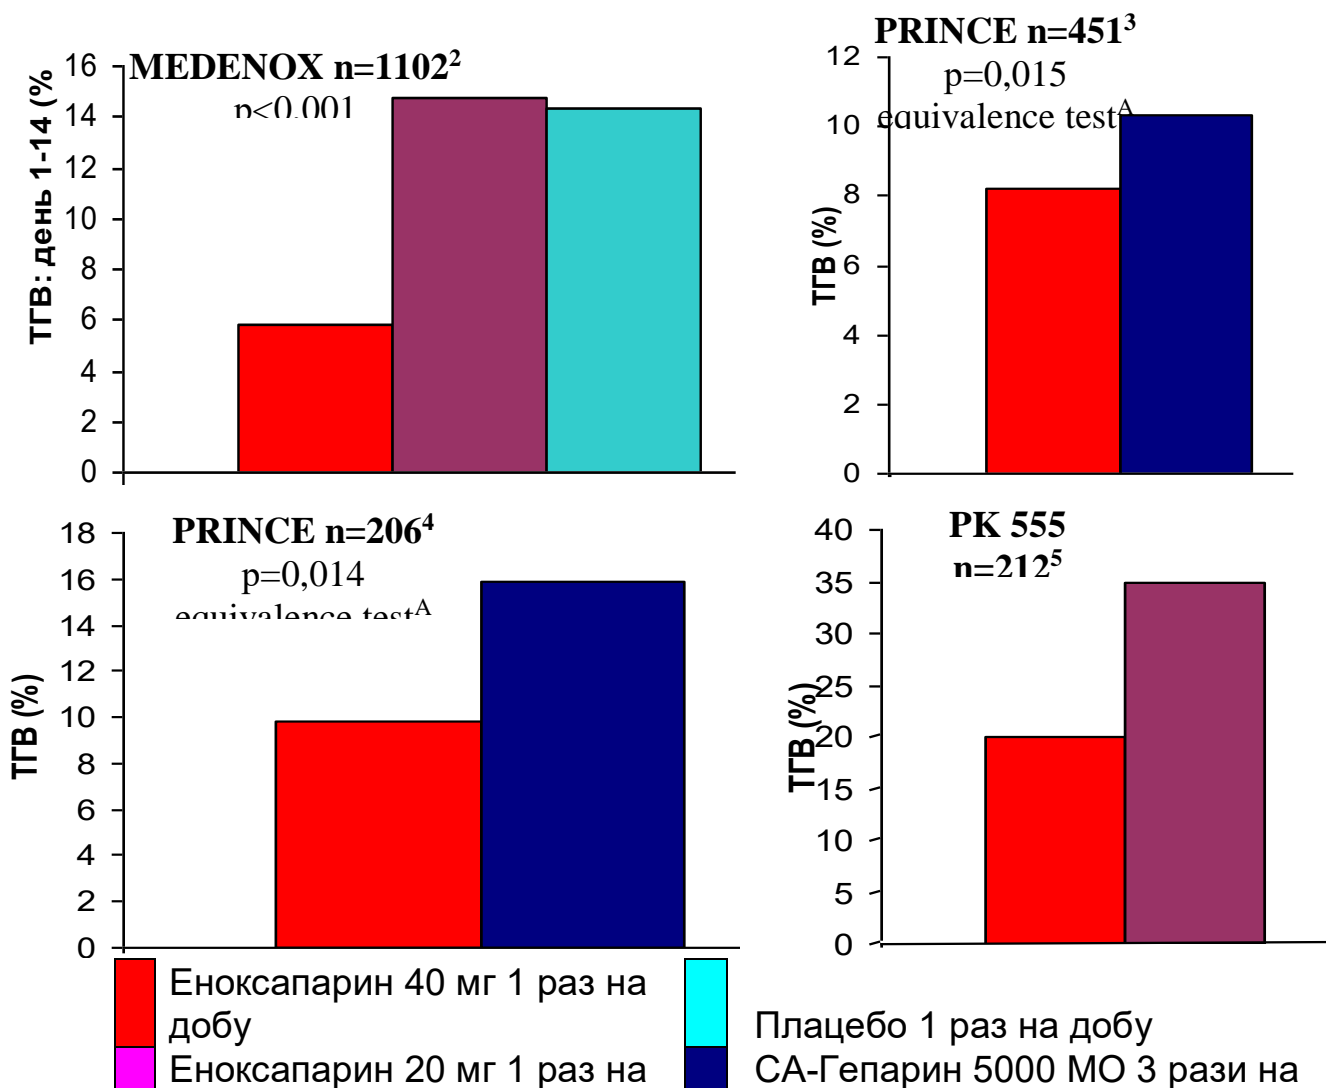 MEDENOX n=1102²
p<0,001
ТГВ: день 1-14 (%
16
14
12
10
8
6
4
2
0
PRINCE n=451³
p=0,015
equivalence testᴬ
ТГВ (%)
12
10
8
6
4
2
0
PRINCE n=206⁴
p=0,014
equivalence testᴬ
ТГВ (%)
18
16
14
12
10
8
6
4
2
0
РК 555
n=212⁵
ТГВ (%)
40
35
30
25
20
15
10
5
0
Еноксапарин 40 мг 1 раз на
добу
Еноксапарин 20 мг 1 раз на
Плацебо 1 раз на добу
СА-Гепарин 5000 МО 3 рази на